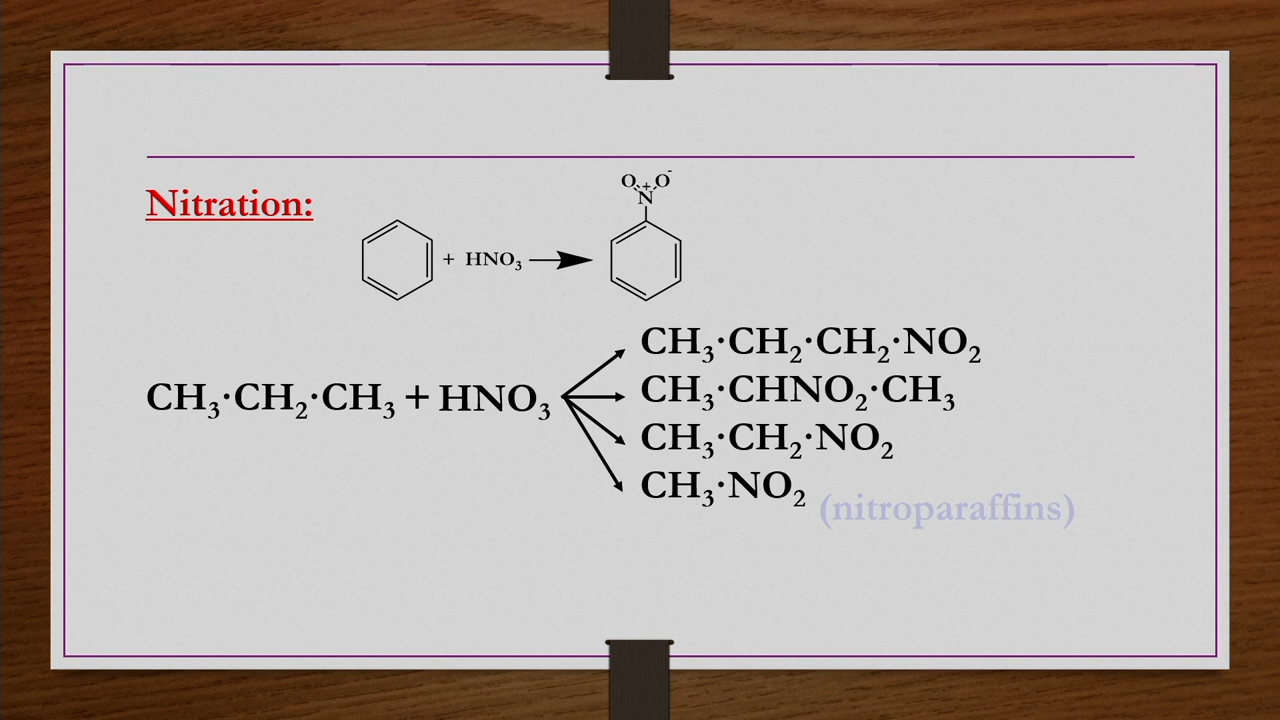 Nitration:
O N+ O-
+ HNO3
CH3·CH2·CH3 + HNO3
CH3·CH2·CH2·NO2
CH3·CHNO2·CH3
CH3·CH2·NO2
CH3·NO2
(nitroparaffins)